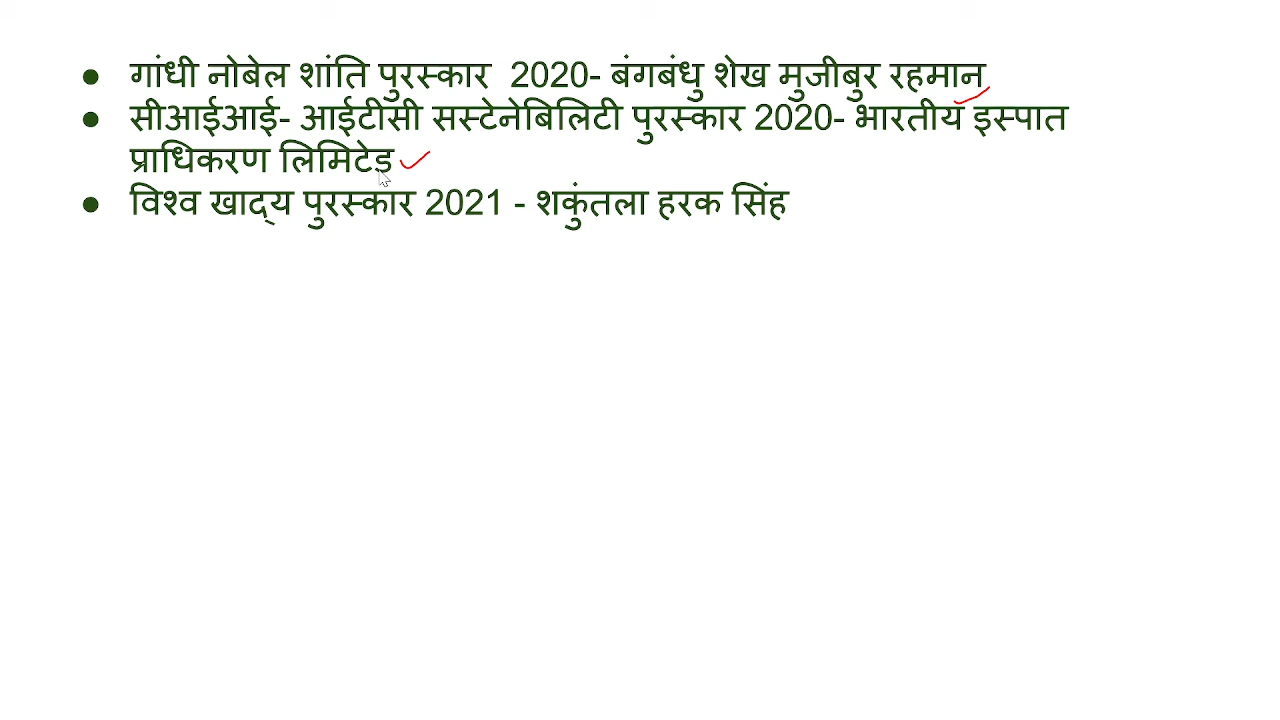 ● गांधी नोबेल शांति पुरस्कार 2020- बंगबंधु शेख मुजीबुर रहमान
● सीआईआई- आईटीसी सस्टेनेबिलिटी पुरस्कार 2020- भारतीय इस्पात
प्राधिकरण लिमिटेड
● विश्व खाद्य पुरस्कार 2021 - शकुंतला हरक सिंह